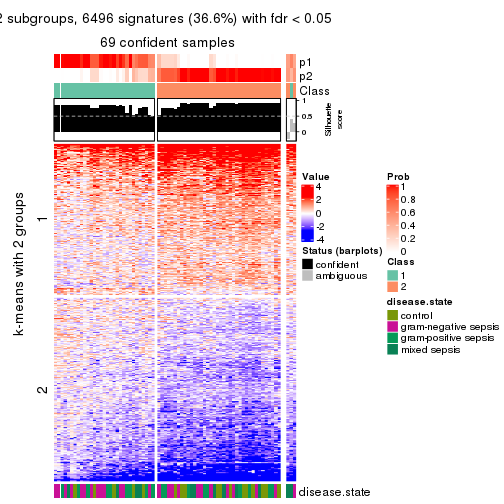 2 subgroups, 6496 signatures (36.6%) with fdr < 0.05
69 confident samples
p1
p2
Class
1
0.5
0
Silhouette
score
k-means with 2 groups
1
2
Value
4
2
0
-2
-4
Status (barplots)
confident
ambiguous
Prob
1
0.8
0.6
0.4
0.2
0
Class
1
2
disease.state
control
gram-negative sepsis
gram-positive sepsis
mixed sepsis
disease.state